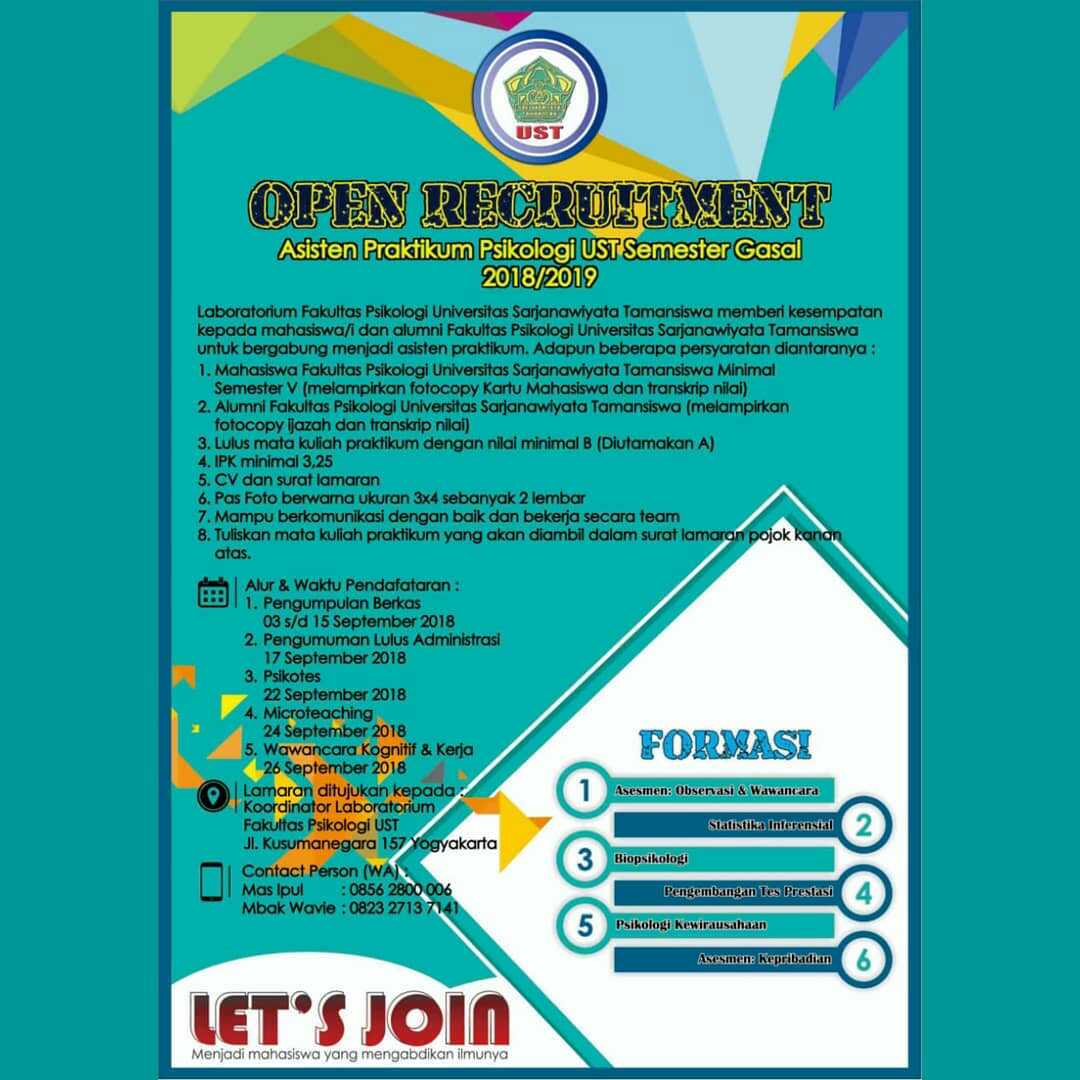 UST
OPEN RECRUITMENT
Asisten Praktikum Psikologi UST Semester Gasal
2018/2019
Laboratorium Fakultas Psikologi Universitas Sarjanawiyata Tamansiswa memberi kesempatan
kepada mahasiswa/i dan alumni Fakultas Psikologi Universitas Sarjanawiyata Tamansiswa
untuk bergabung menjadi asisten praktikum. Adapun beberapa persyaratan diantaranya :
1. Mahasiswa Fakultas Psikologi Universitas Sarjanawiyata Tamansiswa Minimal
Semester V (melampirkan fotocopy Kartu Mahasiswa dan transkrip nilai)
2. Alumni Fakultas Psikologi Universitas Sarjanawiyata Tamansiswa (melampirkan
fotocopy ijazah dan transkrip nilai)
3. Lulus mata kuliah praktikum dengan nilai minimal B (Diutamakan A)
4. IPK minimal 3,25
5. CV dan surat lamaran
6. Pas Foto berwarna ukuran 3x4 sebanyak 2 lembar
7. Mampu berkomunikasi dengan baik dan bekerja secara team
8. Tuliskan mata kuliah praktikum yang akan diambil dalam surat lamaran pojok kanan
atas.
Alur & Waktu Pendafataran :
1. Pengumpulan Berkas
03 s/d 15 September 2018
2. Pengumuman Lulus Administrasi
17 September 2018
3. Psikotes
22 September 2018
4. Microteaching
24 September 2018
5. Wawancara Kognitif & Kerja
26 September 2018
Lamaran ditujukan kepada :
Koordinator Laboratorium
Fakultas Psikologi UST
Jl. Kusumanegara 157 Yogyakarta
Contact Person (WA) :
Mas Ipul : 0856 2800 006
Mbak Wavie : 0823 2713 7141
FORMASI
1 Asesmen: Observasi & Wawancara
Statistika Inferensial 2
3 Biopsikologi
Pengembangan Tes Prestasi 4
5 Psikologi Kewirausahaan
Asesmen: Kepribadian 6
LET'S JOIN
Menjadi mahasiswa yang mengabdikan ilmunya